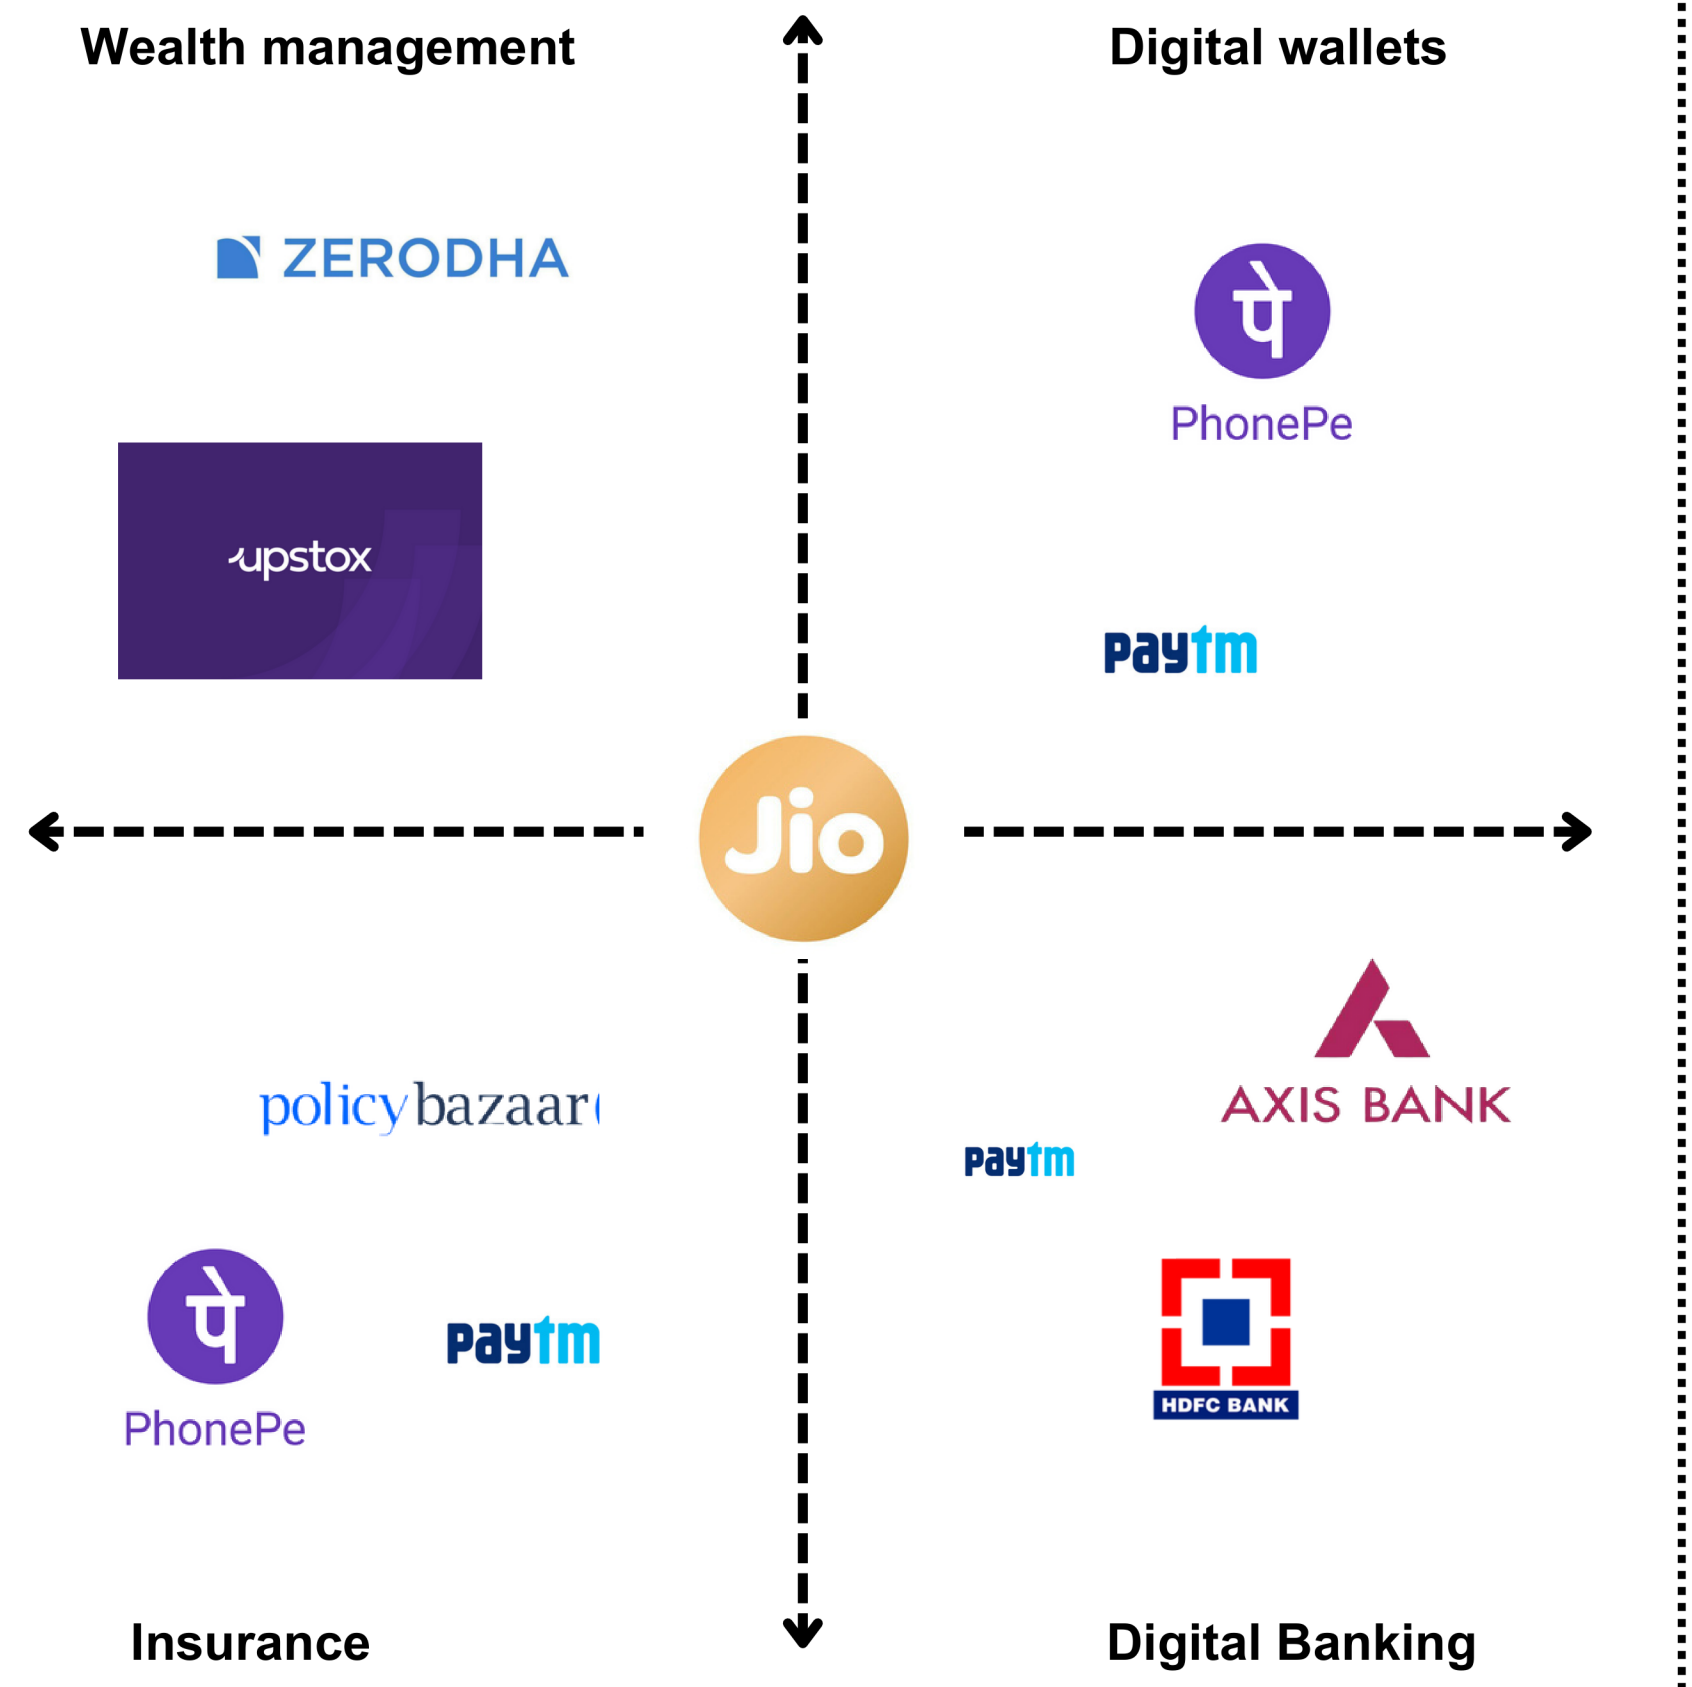 Wealth management
Digital wallets
ZERODHA
पे
PhonePe
upstox
paytm
Jio
AXIS BANK
policybazaar
paytm
पे
PhonePe
paytm
HDFC BANK
Insurance
Digital Banking